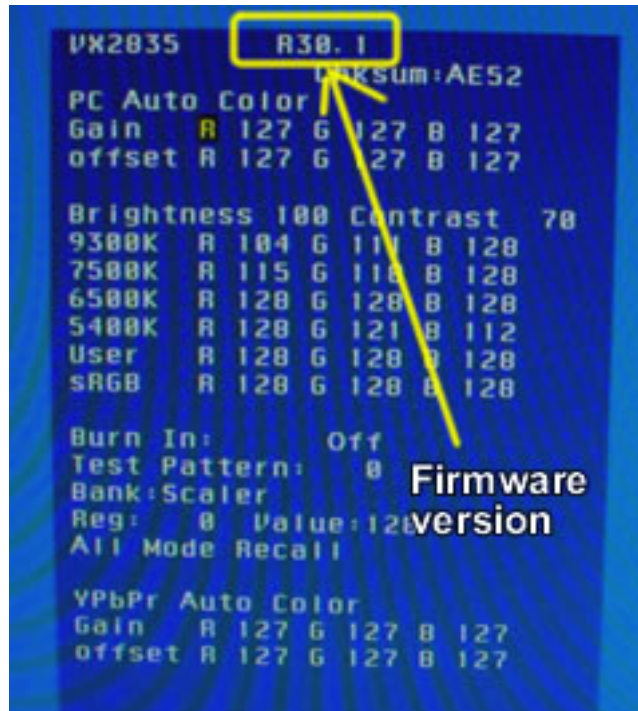 VX2835 R30.1
Chksum:AE52
PC Auto Color
Gain R 127 G 127 B 127
offset R 127 G 127 B 127
Brightness 100 Contrast 70
9300K R 104 G 111 B 128
7500K R 115 G 118 B 128
6500K R 128 G 128 B 128
5400K R 128 G 121 B 112
User R 128 G 128 B 128
sRGB R 128 G 128 B 128
Burn In: Off
Test Pattern: 0
Bank:Scaler
Reg: 0 Value:128
All Mode Recall
YPbPr Auto Color
Gain R 127 G 127 B 127
offset R 127 G 127 B 127
Firmware
version